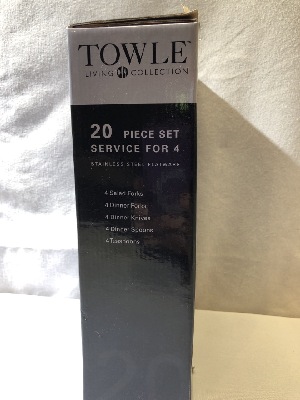 TOWLE
LIVING COLLECTION
20 PIECE SET
SERVICE FOR 4
STAINLESS STEEL FLATWARE
4 Salad Forks
4 Dinner Forks
4 Dinner Knives
4 Dinner Spoons
4 Teaspoons
20